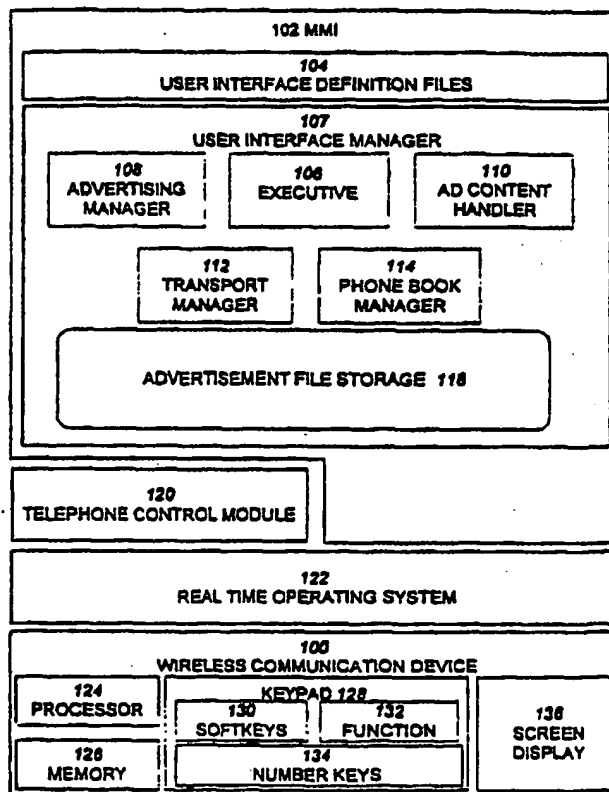 102 MMI
104
USER INTERFACE DEFINITION FILES
107
USER INTERFACE MANAGER
108
ADVERTISING
MANAGER
106
EXECUTIVE
110
AD CONTENT
HANDLER
112
TRANSPORT
MANAGER
114
PHONE BOOK
MANAGER
ADVERTISEMENT FILE STORAGE 118
120
TELEPHONE CONTROL MODULE
122
REAL TIME OPERATING SYSTEM
100
WIRELESS COMMUNICATION DEVICE
124
PROCESSOR
KEYPAD 128
130
SOFTKEYS
132
FUNCTION
136
SCREEN
DISPLAY
126
MEMORY
134
NUMBER KEYS